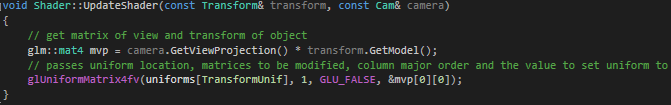 void Shader::UpdateShader(const Transform& transform, const Cam& camera)
{
// get matrix of view and transform of object
glm::mat4 mvp = camera.GetViewProjection() * transform.GetModel();
// passes uniform location, matrices to be modified, column major order and the value to set uniform to
glUniformMatrix4fv(uniforms[TransformUnif], 1, GLU_FALSE, &mvp[0][0]);
}